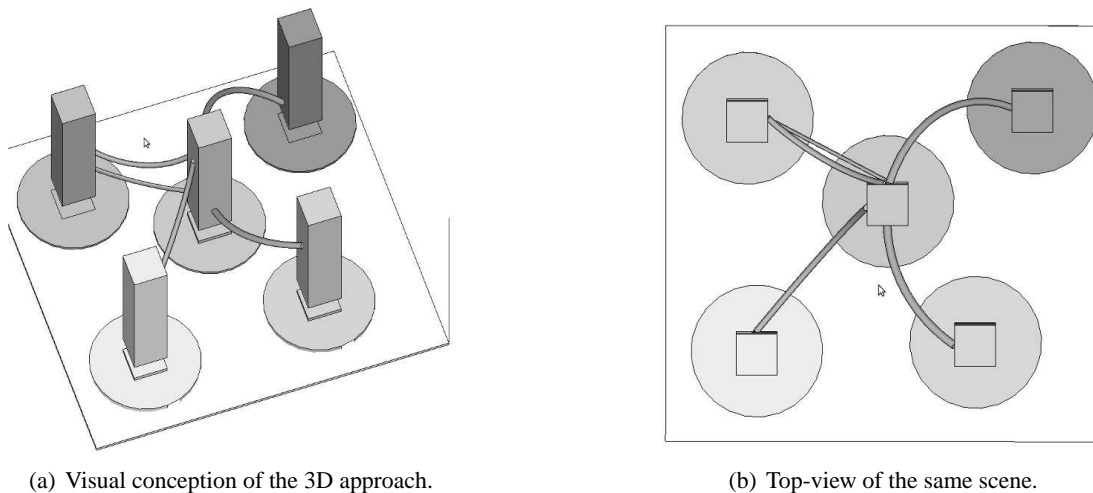 (a) Visual conception of the 3D approach.
(b) Top-view of the same scene.